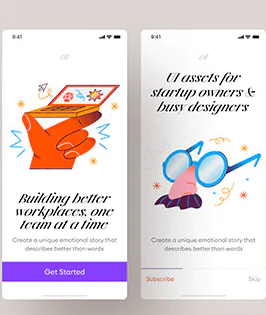 9:41
Building better
workplaces, one
team at a time
Create a unique emotional story that
describes better than words
Get Started
9:41
UI assets for
startup owners &
busy designers
Create a unique emotional story that
describes better than words
Subscribe
Skip